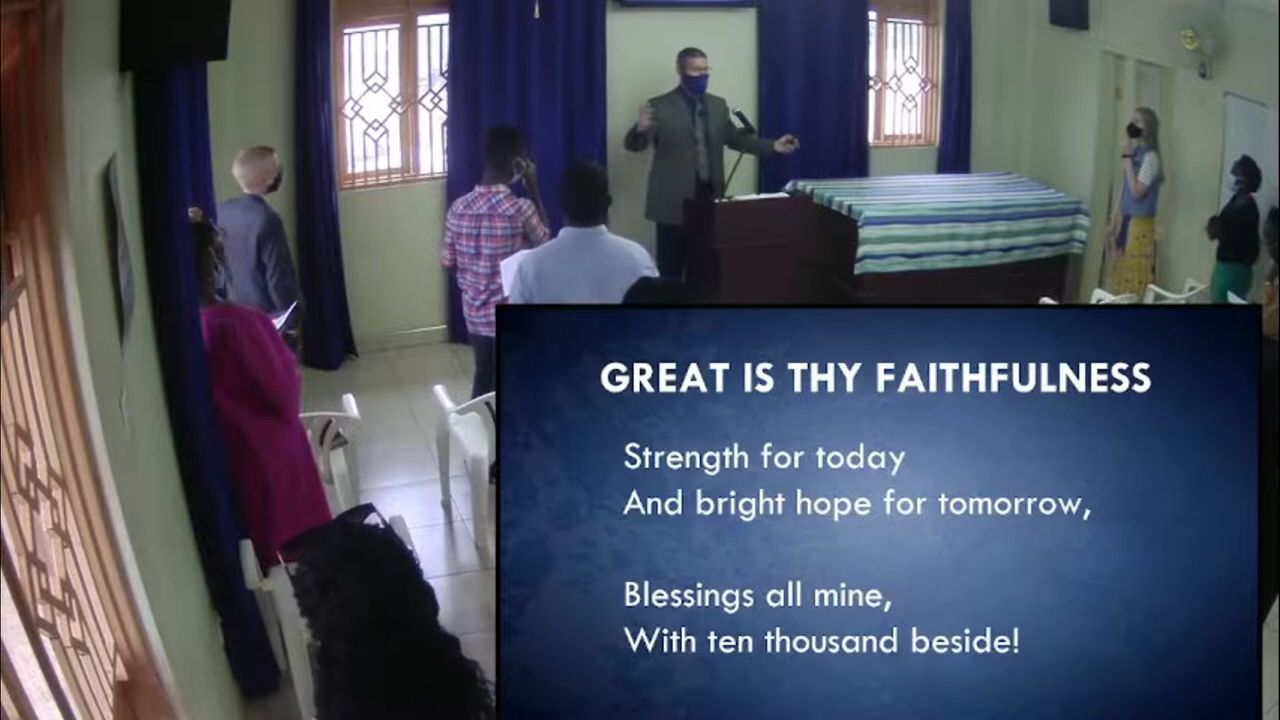 GREAT IS THY FAITHFULNESS
Strength for today
And bright hope for tomorrow,
Blessings all mine,
With ten thousand beside!